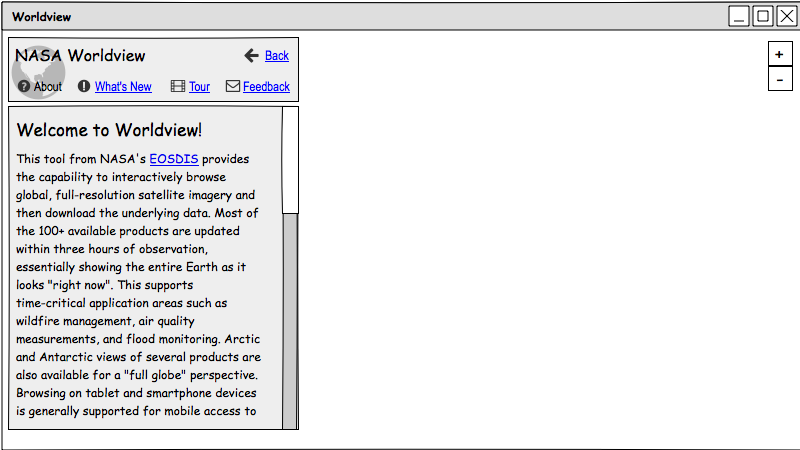 Worldview
NASA Worldview
Back
About What's New Tour Feedback
Welcome to Worldview!
This tool from NASA's EOSDIS provides
the capability to interactively browse
global, full-resolution satellite imagery and
then download the underlying data. Most of
the 100+ available products are updated
within three hours of observation,
essentially showing the entire Earth as it
looks "right now". This supports
time-critical application areas such as
wildfire management, air quality
measurements, and flood monitoring. Arctic
and Antarctic views of several products are
also available for a "full globe" perspective.
Browsing on tablet and smartphone devices
is generally supported for mobile access to
+
-